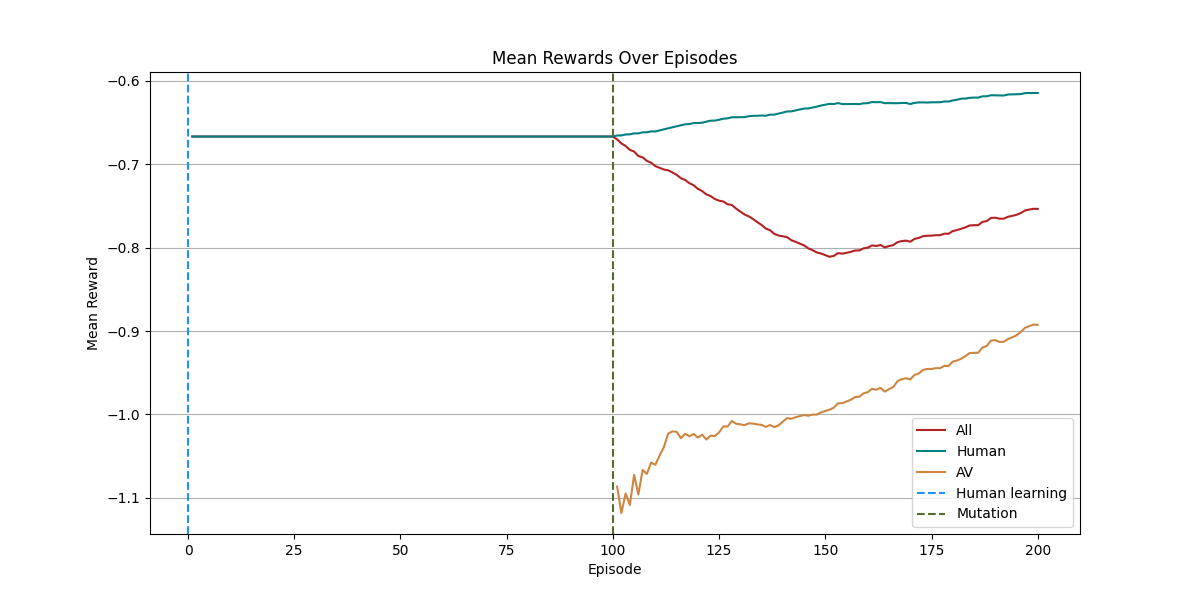 Mean Rewards Over Episodes
Mean Reward
−0.6
−0.7
−0.8
−0.9
−1.0
−1.1
0 25 50 75 100 125 150 175 200
Episode
All
Human
AV
Human learning
Mutation